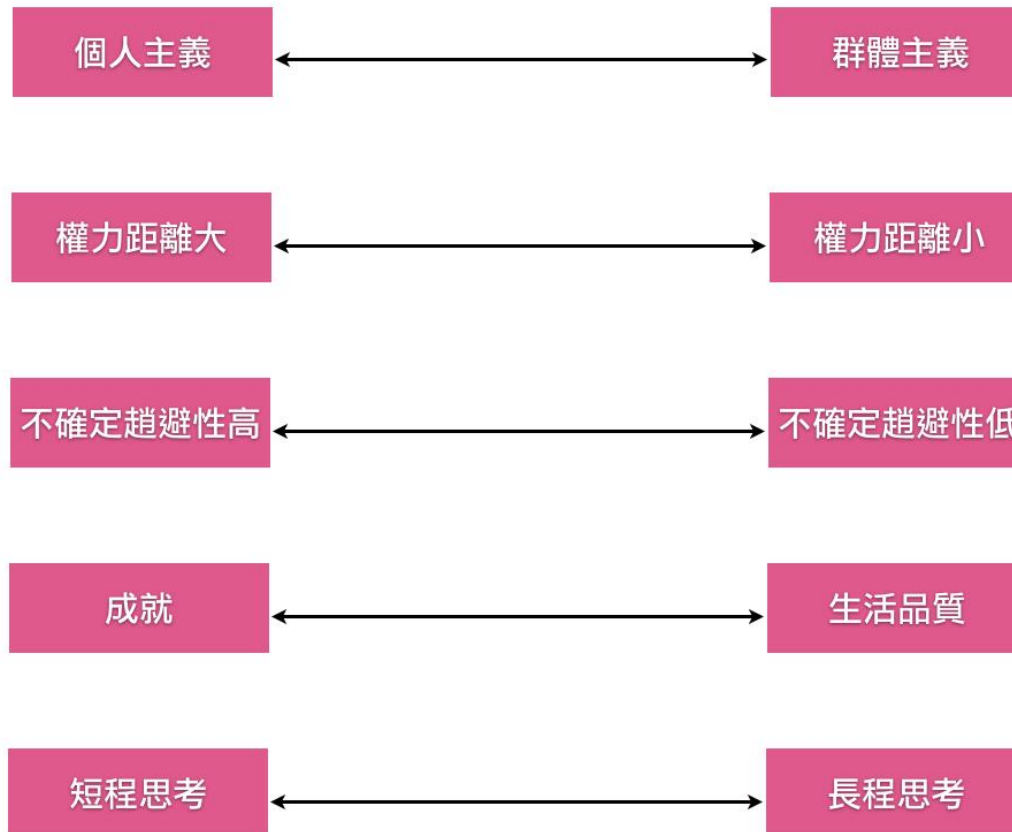 個人主義
群體主義
權力距離大
權力距離小
不確定趙避性高
不確定趙避性低
成就
生活品質
短程思考
長程思考